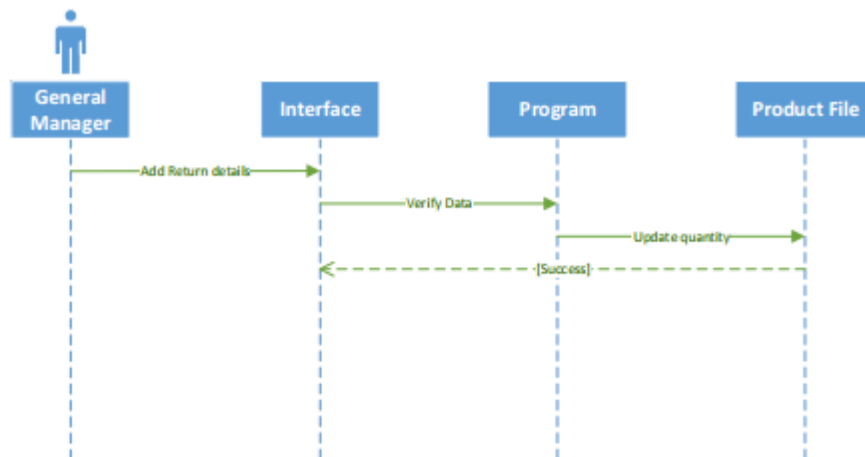 General
Manager
Interface
Program
Product File
Add Return details
Verify Data
Update quantity
[Success]